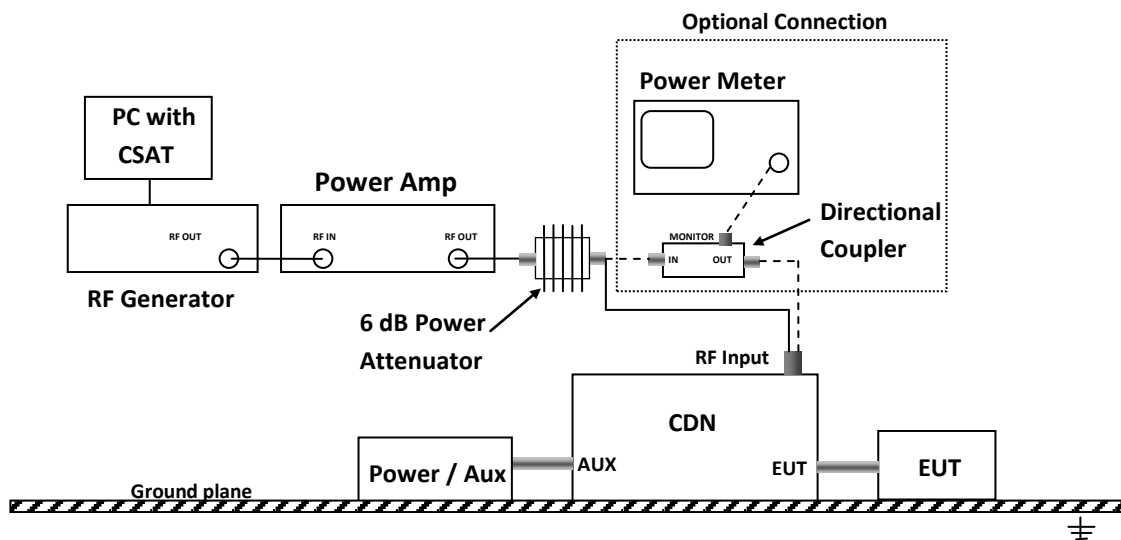 Optional Connection
Power Meter
PC with
CSAT
Power Amp
Directional
Coupler
RF OUT
RF IN
RF OUT
MONITOR
IN
OUT
RF Generator
6 dB Power
Attenuator
RF Input
CDN
Power / Aux
AUX
EUT
EUT
Ground plane